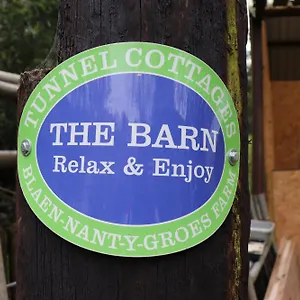 TUNNEL COTTAGES
THE BARN
Relax & Enjoy
BLAEN-NANT-Y-GROES FARM